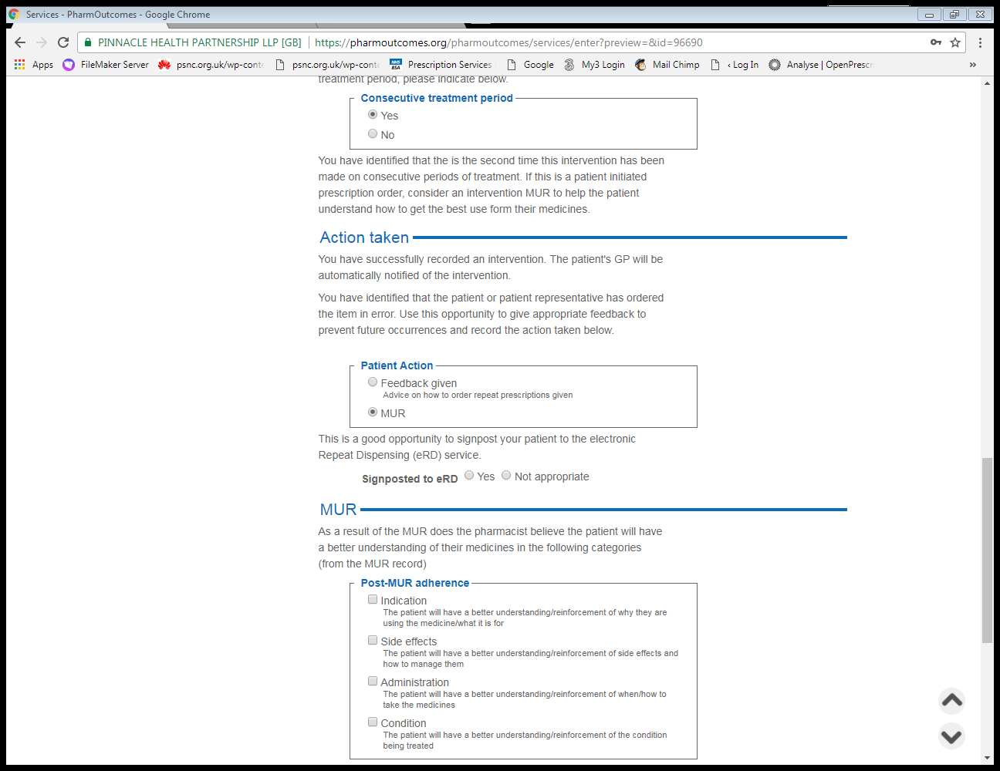 Services - PharmOutcomes - Google Chrome
PINNACLE HEALTH PARTNERSHIP LLP [GB] https://pharmoutcomes.org/pharmoutcomes/services/enter?preview=&id=96690
Apps FileMaker Server psnc.org.uk/wp-conte psnc.org.uk/wp-conte NHS BSA Prescription Services Google My3 Login Mail Chimp ‹ Log In Analyse | OpenPrescr »
treatment period, please indicate below.
Consecutive treatment period
Yes
No
You have identified that the is the second time this intervention has been
made on consecutive periods of treatment. If this is a patient initiated
prescription order, consider an intervention MUR to help the patient
understand how to get the best use form their medicines.
Action taken
You have successfully recorded an intervention. The patient's GP will be
automatically notified of the intervention.
You have identified that the patient or patient representative has ordered
the item in error. Use this opportunity to give appropriate feedback to
prevent future occurrences and record the action taken below.
Patient Action
Feedback given
Advice on how to order repeat prescriptions given
MUR
This is a good opportunity to signpost your patient to the electronic
Repeat Dispensing (eRD) service.
Signposted to eRD Yes Not appropriate
MUR
As a result of the MUR does the pharmacist believe the patient will have
a better understanding of their medicines in the following categories
(from the MUR record)
Post-MUR adherence
Indication
The patient will have a better understanding/reinforcement of why they are
using the medicine/what it is for
Side effects
The patient will have a better understanding/reinforcement of side effects and
how to manage them
Administration
The patient will have a better understanding/reinforcement of when/how to
take the medicines
Condition
The patient will have a better understanding/reinforcement of the condition
being treated